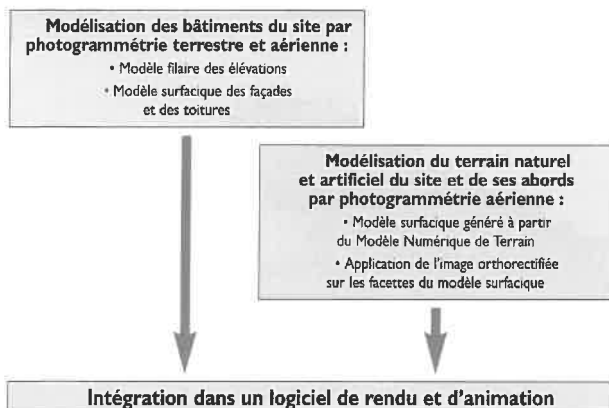 Modélisation des bâtiments du site par
photogrammétrie terrestre et aérienne :
• Modèle filaire des élévations
• Modèle surfacique des façades
et des toitures
Modélisation du terrain naturel
et artificiel du site et de ses abords
par photogrammétrie aérienne :
• Modèle surfacique généré à partir
du Modèle Numérique de Terrain
• Application de l'image orthorectifiée
sur les facettes du modèle surfacique
Intégration dans un logiciel de rendu et d'animation